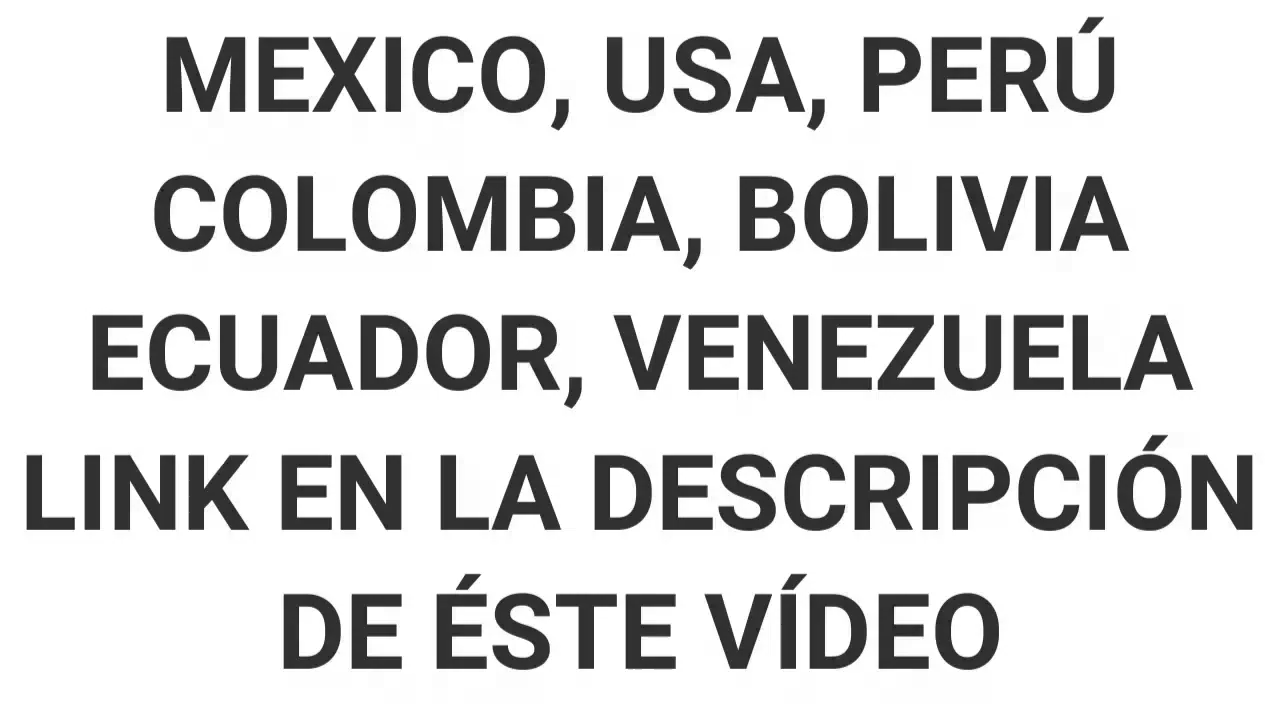 MEXICO, USA, PERÚ
COLOMBIA, BOLIVIA
ECUADOR, VENEZUELA
LINK EN LA DESCRIPCIÓN
DE ÉSTE VÍDEO